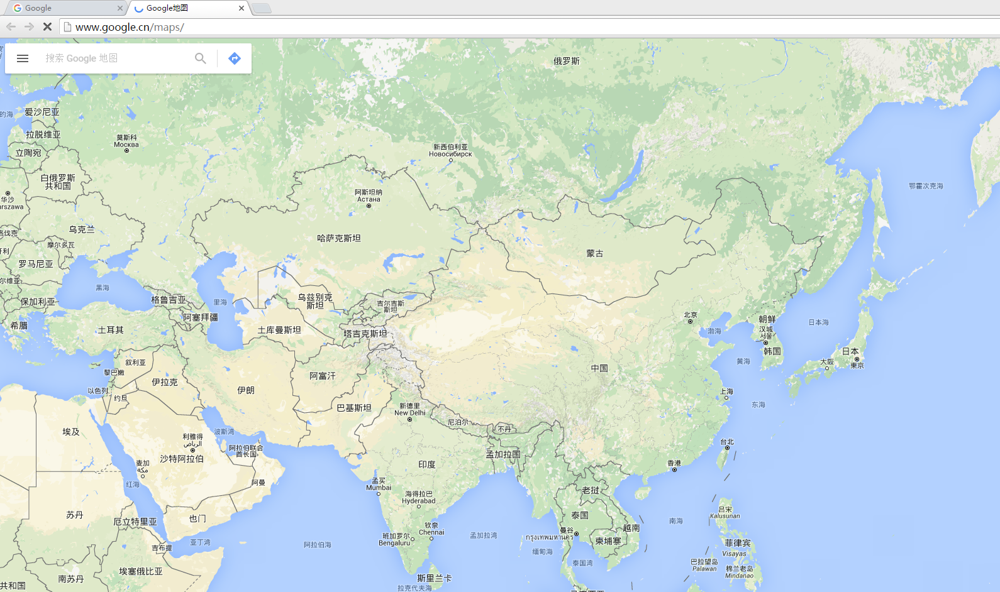 Google
Google地图
www.google.cn/maps/
搜索 Google 地图
俄罗斯
爱沙尼亚
的海
拉脱维亚
莫斯科
Москва
立陶宛
新西伯利亚
Новосибирск
白俄罗斯
共和国
鄂霍次克海
华沙
arszawa
阿斯坦纳
Астана
乌克兰
洛伐克
哈萨克斯坦
摩尔多瓦
牙利
蒙古
罗马尼亚
尔维亚
黑海
保加利亚
格鲁吉亚
里海
乌兹别克
斯坦
吉尔吉斯
斯坦
阿塞拜疆
北京
朝鲜
日本海
希腊
土耳其
土库曼斯坦
塔吉克斯坦
渤海
汉城
서울
韩国
日本
大阪
東京
黄海
叙利亚
黎巴嫩
伊拉克
阿富汗
中国
以色列
约旦
伊朗
巴基斯坦
上海
东海
新德里
New Delhi
尼泊尔
不丹
埃及
波斯湾
利雅得
الرياض
阿拉伯联合
酋长国
沙特阿拉伯
台北
孟加拉国
印度
香港
麦加
مكة
红海
阿曼
孟买
Mumbai
海得拉巴
Hyderabad
老挝
苏丹
厄立特里亚
也门
泰国
吕宋
Kalusunan
南海
越南
钦奈
Chennai
曼谷
กรุงเทพมหานคร
班加罗尔
Bengaluru
孟加拉湾
柬埔寨
亚丁湾
阿拉伯海
吉布提
缅甸海
菲律宾
Visayas
泰国湾
巴拉望岛
Palawan
棉兰老岛
Mindanao
埃塞俄比亚
南苏丹
斯里兰卡
共和国
拉克代夫海